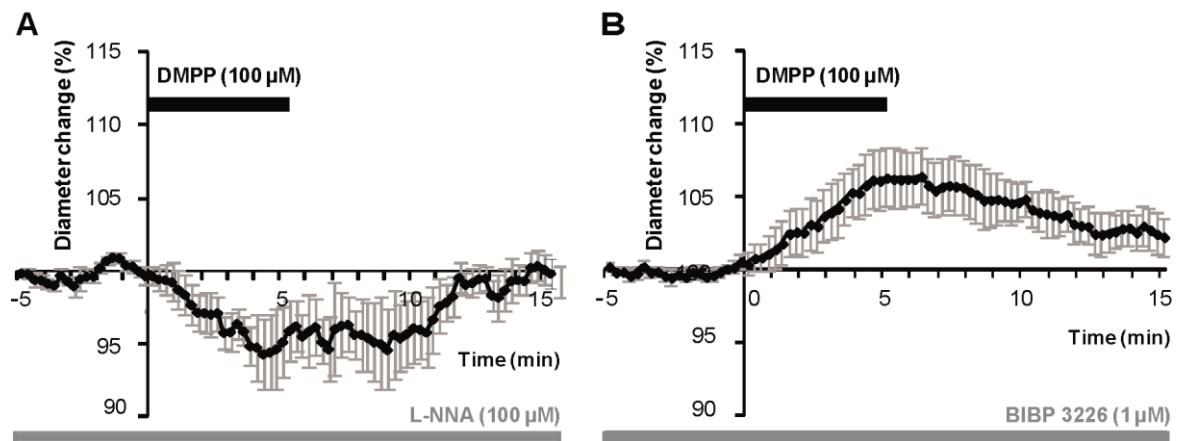 A
Diameter change (%)
115
110
105
100
95
90
DMPP (100 µM)
-5
5
10
15
Time (min)
L-NNA (100 µM)
B
Diameter change (%)
115
110
105
100
95
90
DMPP (100 µM)
-5
0
5
10
15
Time (min)
BIBP 3226 (1 µM)